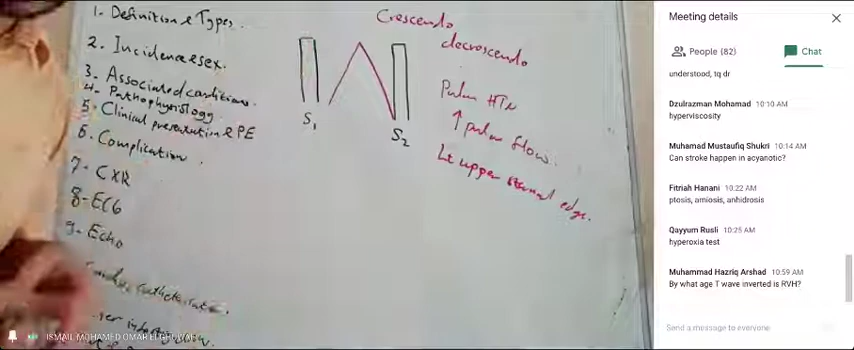 1. Definition & Types.
2. Incidence & sex.
3. Associated conditions.
4. Pathophysiology
5. Clinical presentation & PE
6. Complication.
7- CXR
8- ECG
9- Echo
Crescendo
decrescendo
S1
S2
Pulm HTN
↑ pulm flow.
Lt upper sternal edge.
ISMAIL MOHAMED OMAR
Meeting details
People (82)
Chat
understood, tq dr
Dzulrazman Mohamad 10:10 AM
hyperviscosity
Muhamad Mustaufiq Shukri 10:14 AM
Can stroke happen in acyanotic?
Fitriah Hanani 10:22 AM
ptosis, amiosis, anhidrosis
Qayyum Rusli 10:25 AM
hyperoxia test
Muhammad Hazriq Arshad 10:59 AM
By what age T wave inverted is RVH?
Send a message to everyone